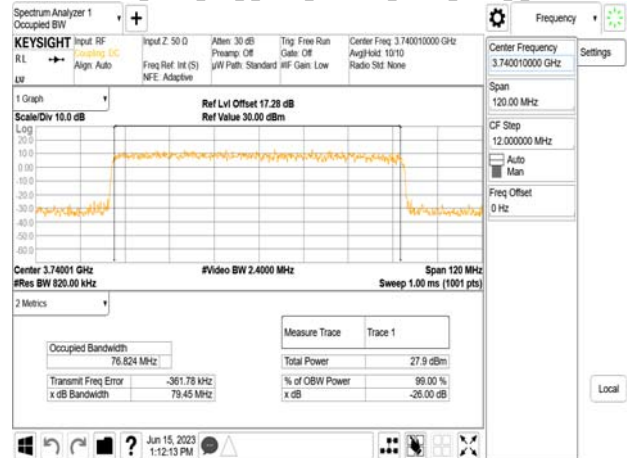 Spectrum Analyzer 1
Occupied BW
Frequency
KEYSIGHT
RL
LV
Input: RF
Coupling: DC
Align: Auto
Input Z: 50 Ω
Freq Ref: Int (S)
NFE: Adaptive
Atten: 30 dB
Preamp: Off
µW Path: Standard
Trig: Free Run
Gate: Off
#IF Gain: Low
Center Freq: 3.740010000 GHz
Avg|Hold: 10/10
Radio Std: None
Center Frequency
3.740010000 GHz
Settings
Span
120.00 MHz
CF Step
12.000000 MHz
Auto
Man
Freq Offset
0 Hz
Local
1 Graph
Scale/Div 10.0 dB
Ref Lvl Offset 17.28 dB
Ref Value 30.00 dBm
Log
20.0
10.0
0.00
-10.0
-20.0
-30.0
-40.0
-50.0
-60.0
Center 3.74001 GHz
#Res BW 820.00 kHz
#Video BW 2.4000 MHz
Span 120 MHz
Sweep 1.00 ms (1001 pts)
2 Metrics
Measure Trace Trace 1
Occupied Bandwidth
76.824 MHz
Total Power 27.9 dBm
Transmit Freq Error -361.78 kHz
% of OBW Power 99.00 %
x dB Bandwidth 79.45 MHz
x dB -26.00 dB
Jun 15, 2023
1:12:13 PM